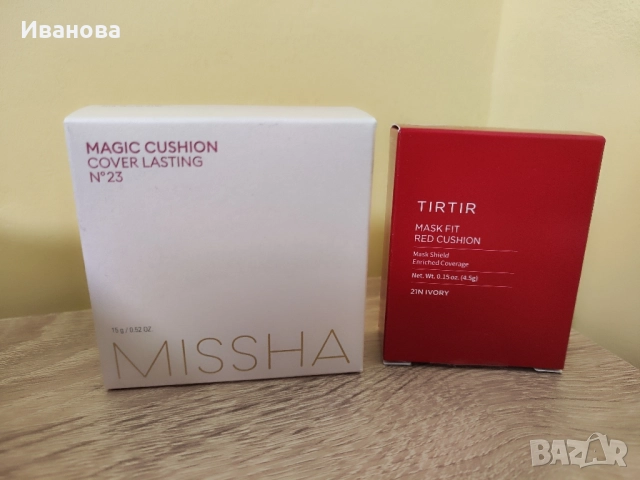 Иванова
MAGIC CUSHION
COVER LASTING
N°23
15 g / 0.52 OZ.
MISSHA
TIRTIR
MASK FIT
RED CUSHION
Mask Shield
Enriched Coverage
Net. Wt. 0.15 oz. (4.5g)
21N IVORY
BAZAR